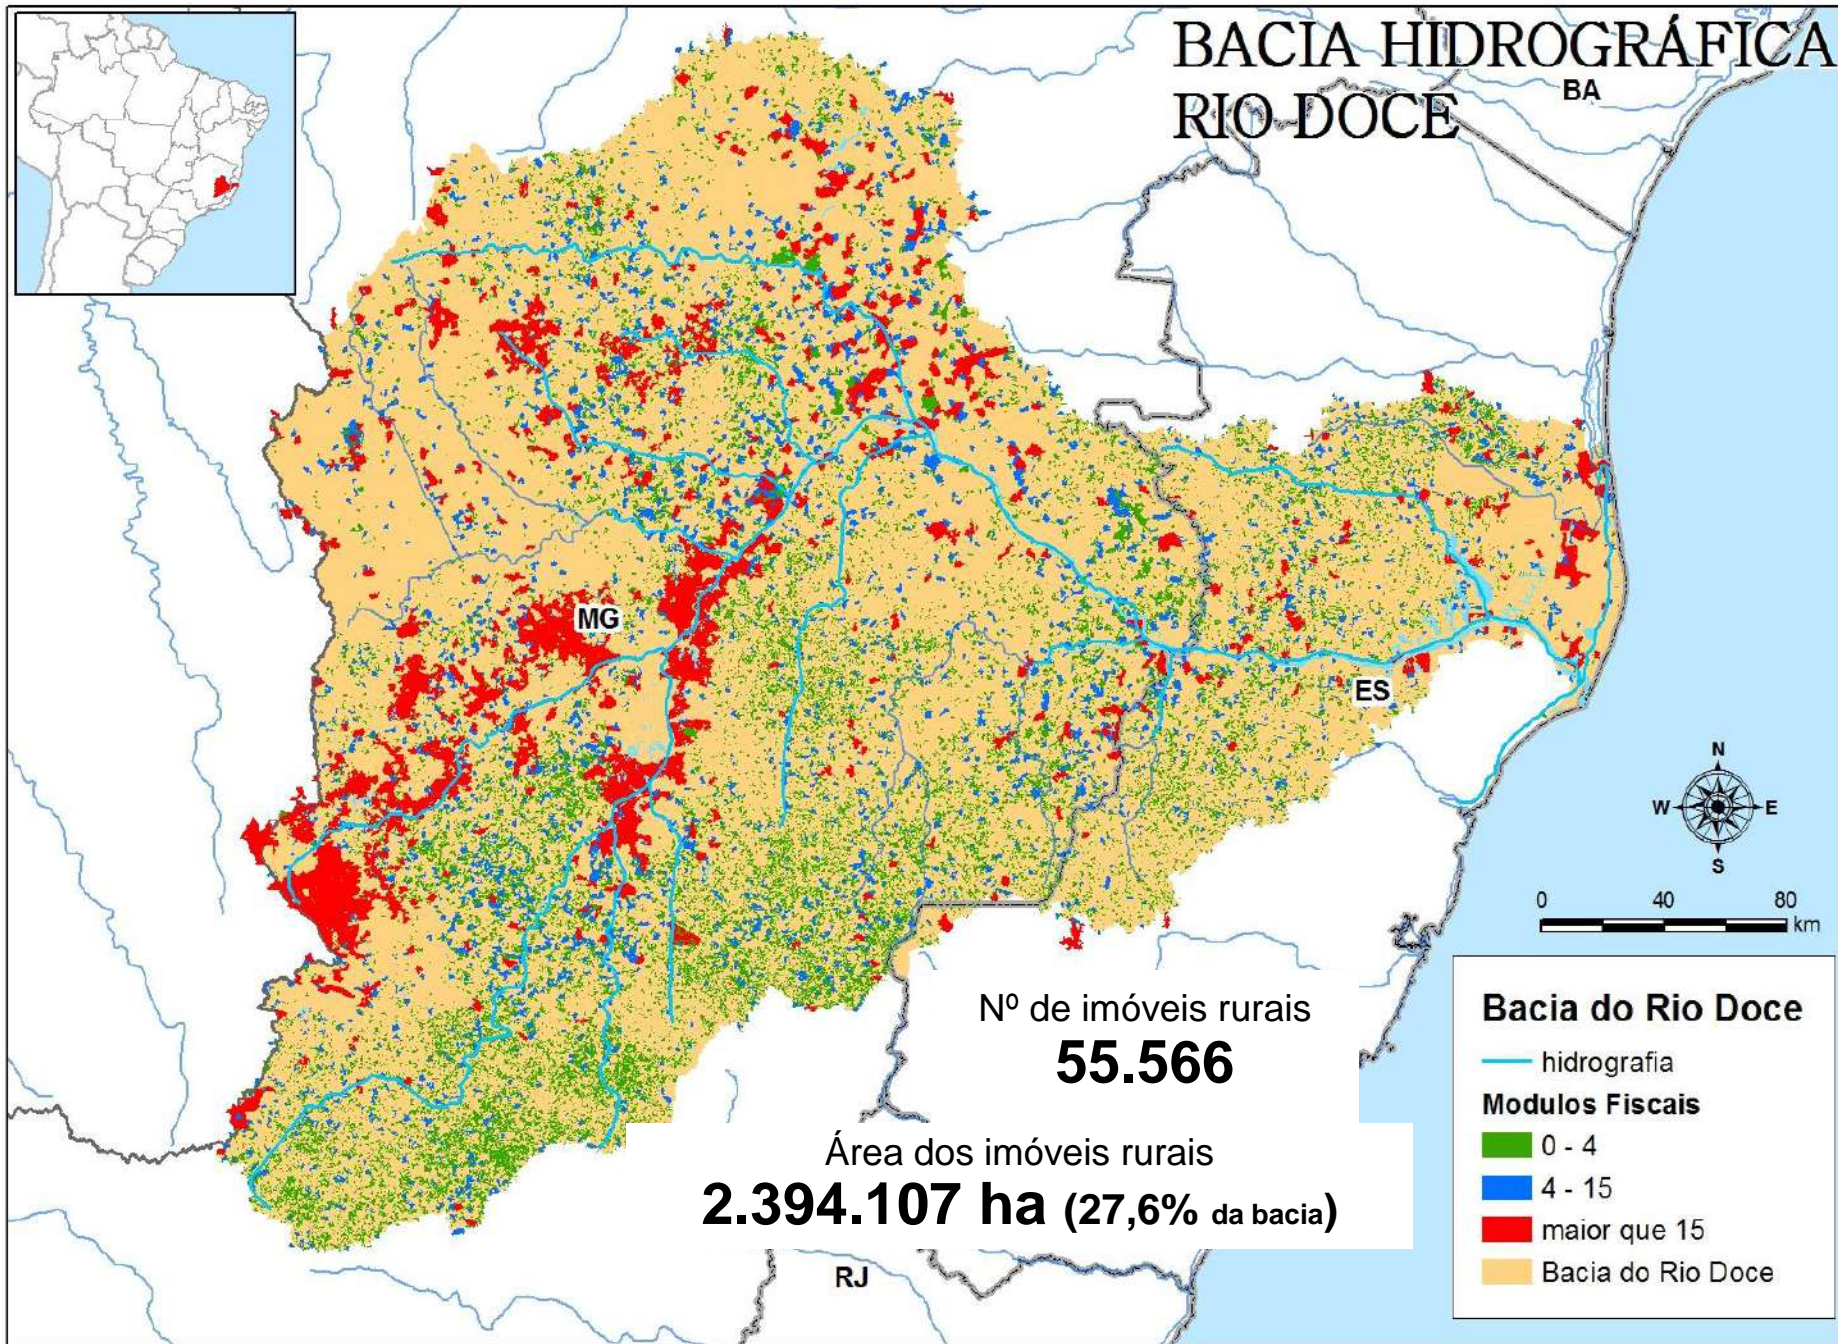 BACIA HIDROGRÁFICA
RIO DOCE
BA
MG
ES
N
W
E
S
0 40 80
km
Nº de imóveis rurais
55.566
Área dos imóveis rurais
2.394.107 ha (27,6% da bacia)
RJ
Bacia do Rio Doce
hidrografia
Modulos Fiscais
0 - 4
4 - 15
maior que 15
Bacia do Rio Doce